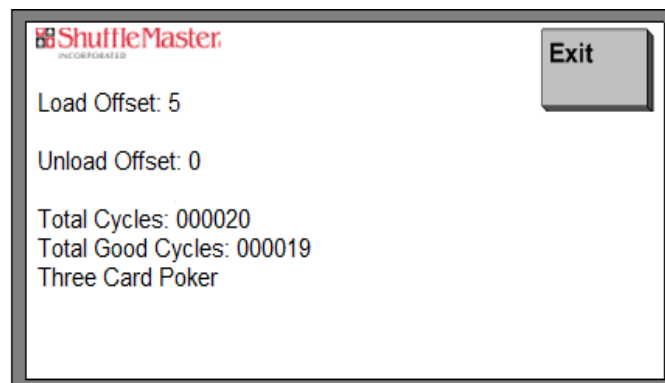 ShuffleMaster
INCORPORATED
Exit
Load Offset: 5
Unload Offset: 0
Total Cycles: 000020
Total Good Cycles: 000019
Three Card Poker